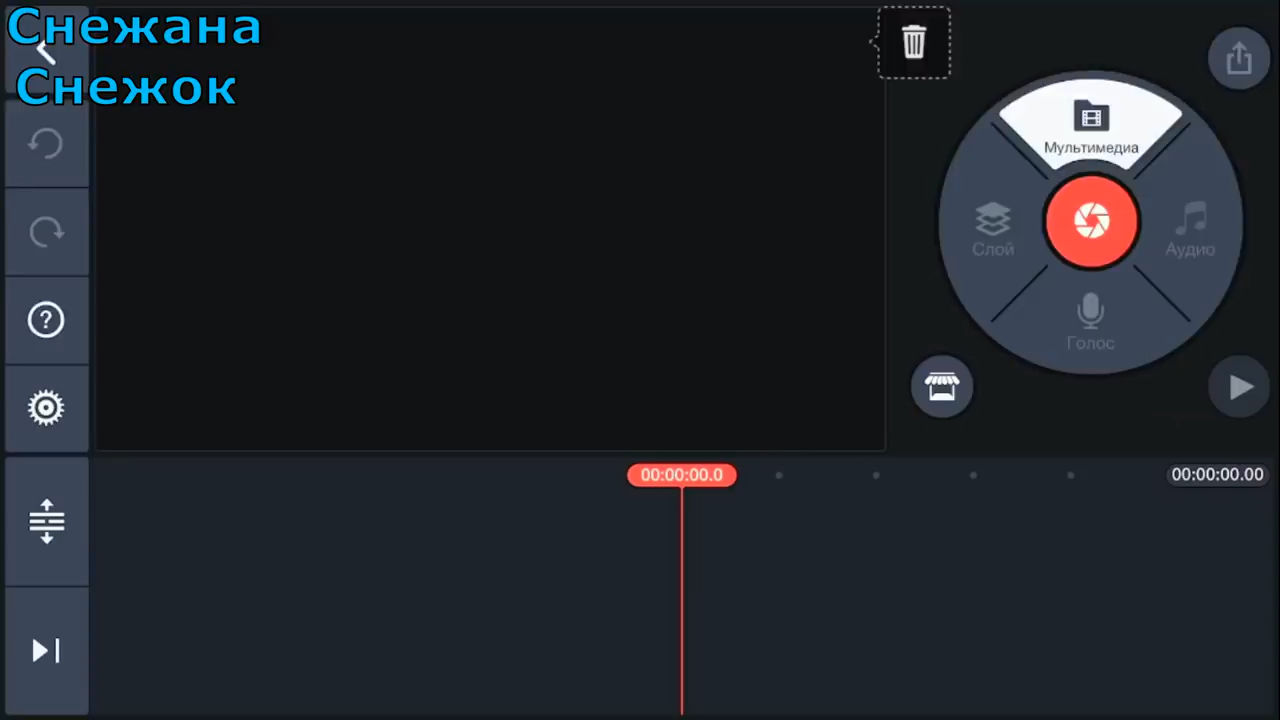 Снежана
Снежок
Мультимедиа
Слой
Аудио
Голос
00:00:00.0
00:00:00.00